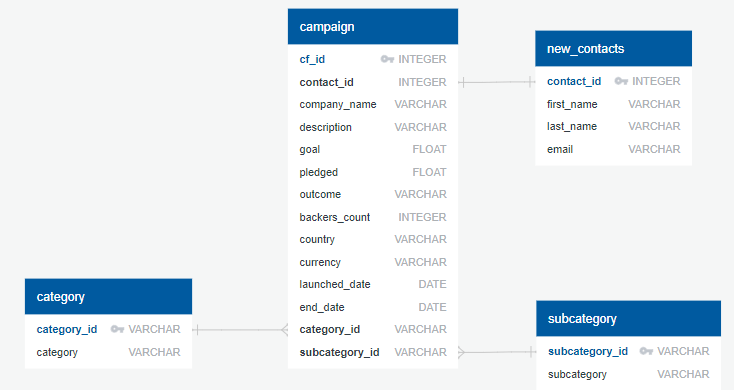 campaign
cf_id INTEGER
contact_id INTEGER
company_name VARCHAR
description VARCHAR
goal FLOAT
pledged FLOAT
outcome VARCHAR
backers_count INTEGER
country VARCHAR
currency VARCHAR
launched_date DATE
end_date DATE
category_id VARCHAR
subcategory_id VARCHAR
new_contacts
contact_id INTEGER
first_name VARCHAR
last_name VARCHAR
email VARCHAR
category
category_id VARCHAR
category VARCHAR
subcategory
subcategory_id VARCHAR
subcategory VARCHAR